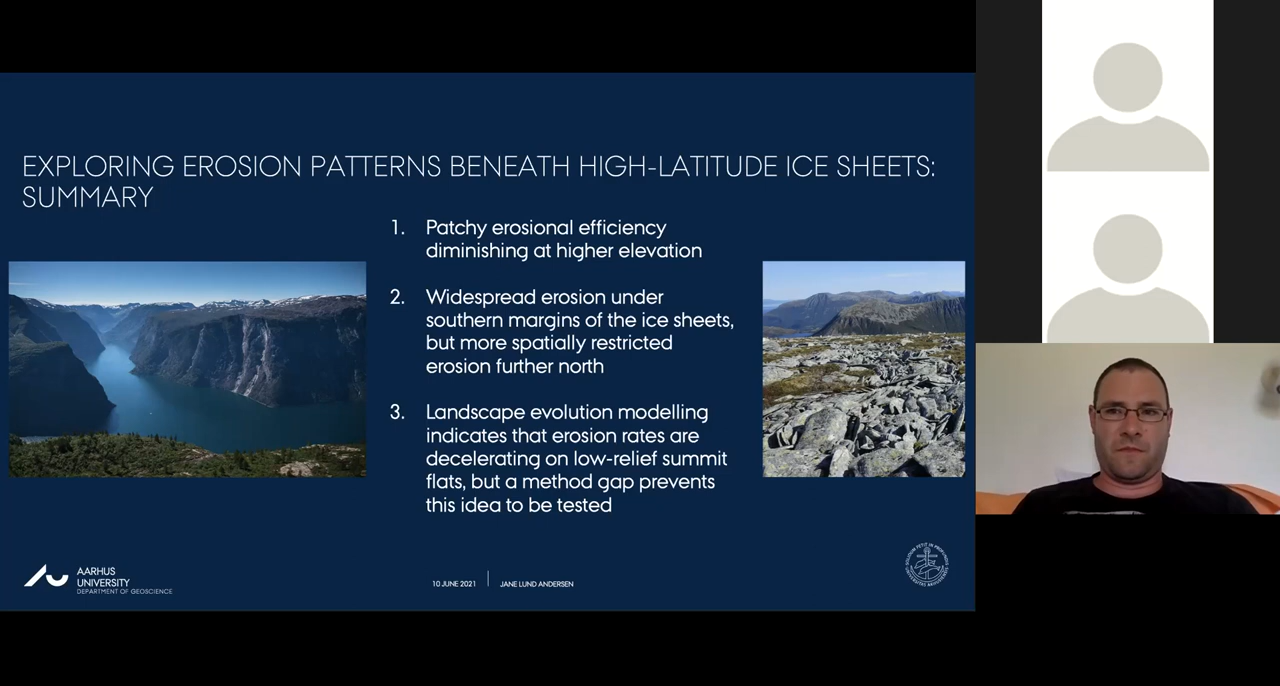 EXPLORING EROSION PATTERNS BENEATH HIGH-LATITUDE ICE SHEETS:
SUMMARY
1. Patchy erosional efficiency
diminishing at higher elevation
2. Widespread erosion under
southern margins of the ice sheets,
but more spatially restricted
erosion further north
3. Landscape evolution modelling
indicates that erosion rates are
decelerating on low-relief summit
flats, but a method gap prevents
this idea to be tested
AARHUS
UNIVERSITY
DEPARTMENT OF GEOSCIENCE
10 JUNE 2021
JANE LUND ANDERSEN